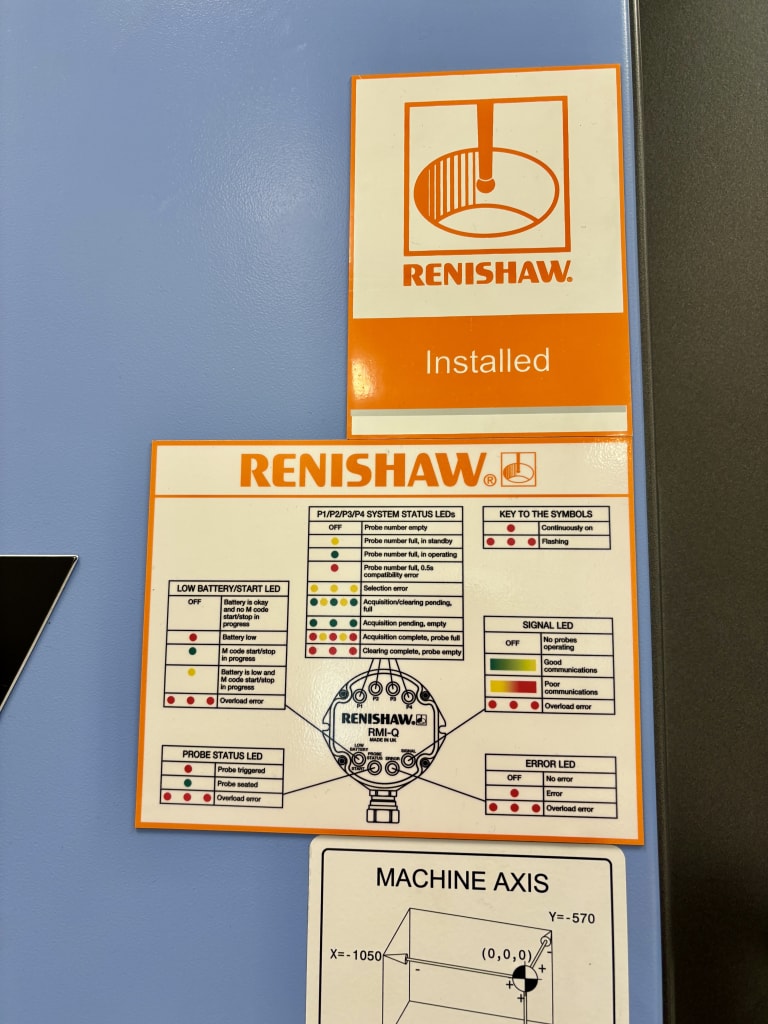 RENISHAW.
Installed
RENISHAW®
P1/P2/P3/P4 SYSTEM STATUS LEDs
OFF Probe number empty
Probe number full, in standby
Probe number full, in operating
Probe number full, 0.5s
compatibility error
Selection error
Acquisition/clearing pending,
full
Acquisition pending, empty
Acquisition complete, probe full
Clearing complete, probe empty
KEY TO THE SYMBOLS
Continuously on
Flashing
LOW BATTERY/START LED
OFF Battery is okay
and no M code
start/stop in
progress
Battery low
M code start/stop
in progress
Battery is low and
M code start/stop
in progress
Overload error
SIGNAL LED
OFF No probes
operating
Good
communications
Poor
communications
Overload error
P1 P2 P3 P4
RENISHAW.
RMI-Q
MADE IN UK
LOW
BATTERY
START
PROBE
STATUS
ERROR
SIGNAL
PROBE STATUS LED
Probe triggered
Probe seated
Overload error
ERROR LED
OFF No error
Error
Overload error
MACHINE AXIS
Y=-570
X=-1050
(0,0,0)
-
-
+
+
+